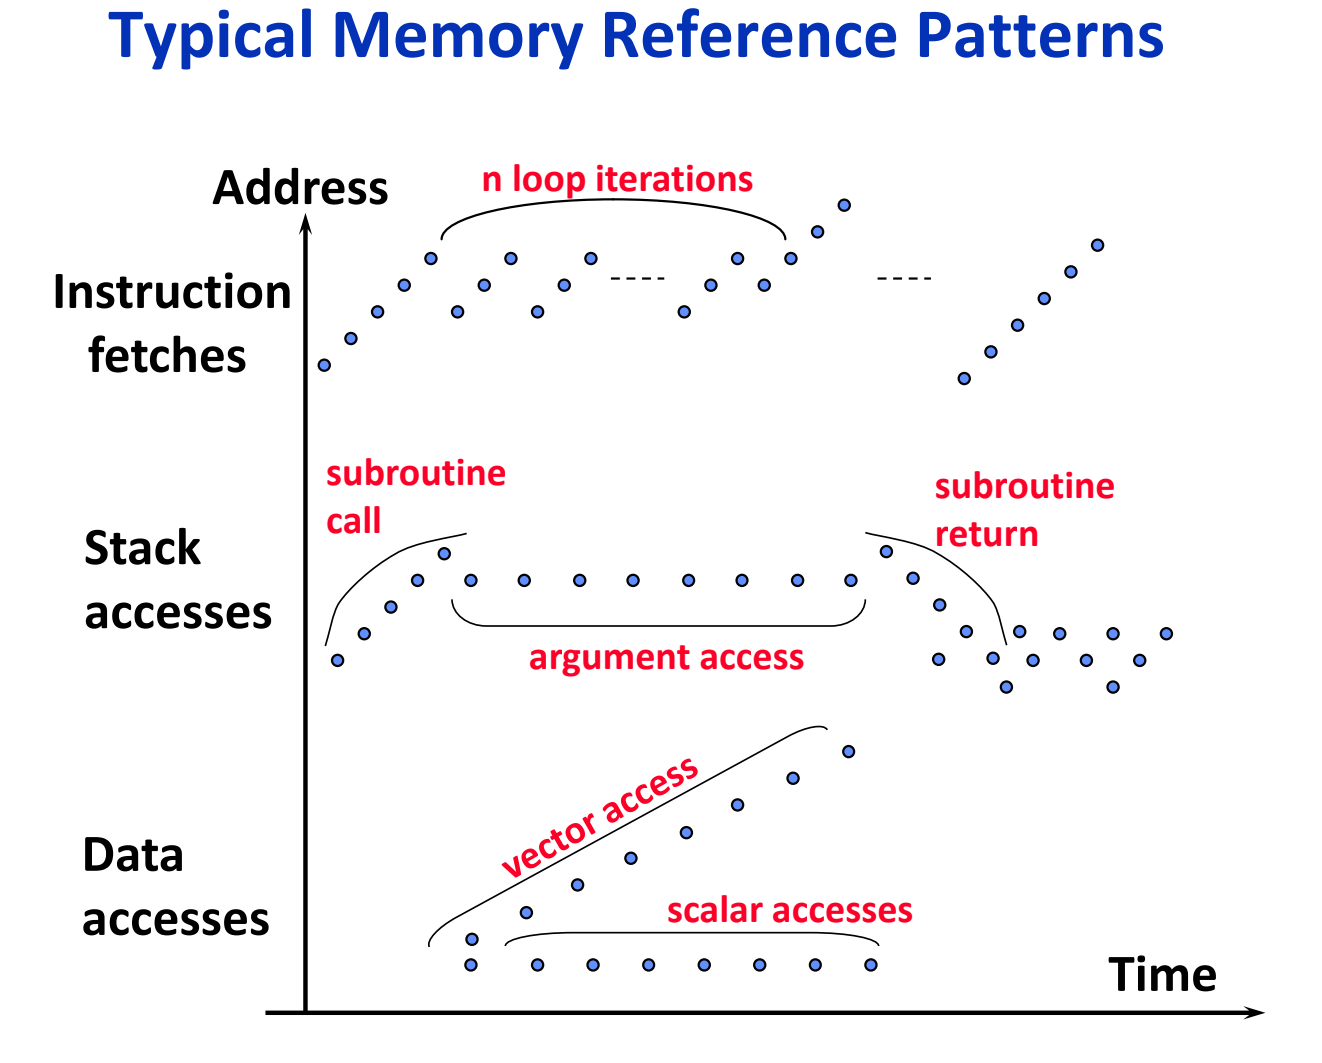 Typical Memory Reference Patterns
Address
n loop iterations
Instruction
fetches
subroutine
call
subroutine
return
Stack
accesses
argument access
vector access
Data
accesses
scalar accesses
Time